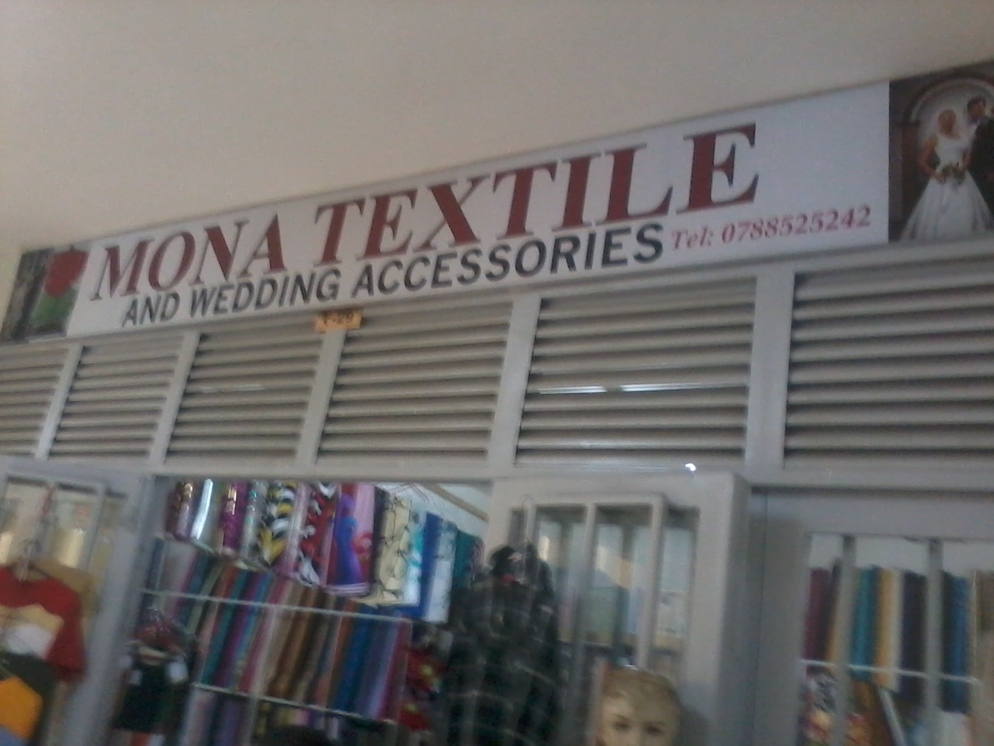 MONA TEXTILE
AND WEDDING ACCESSORIES
Tel: 0788525242